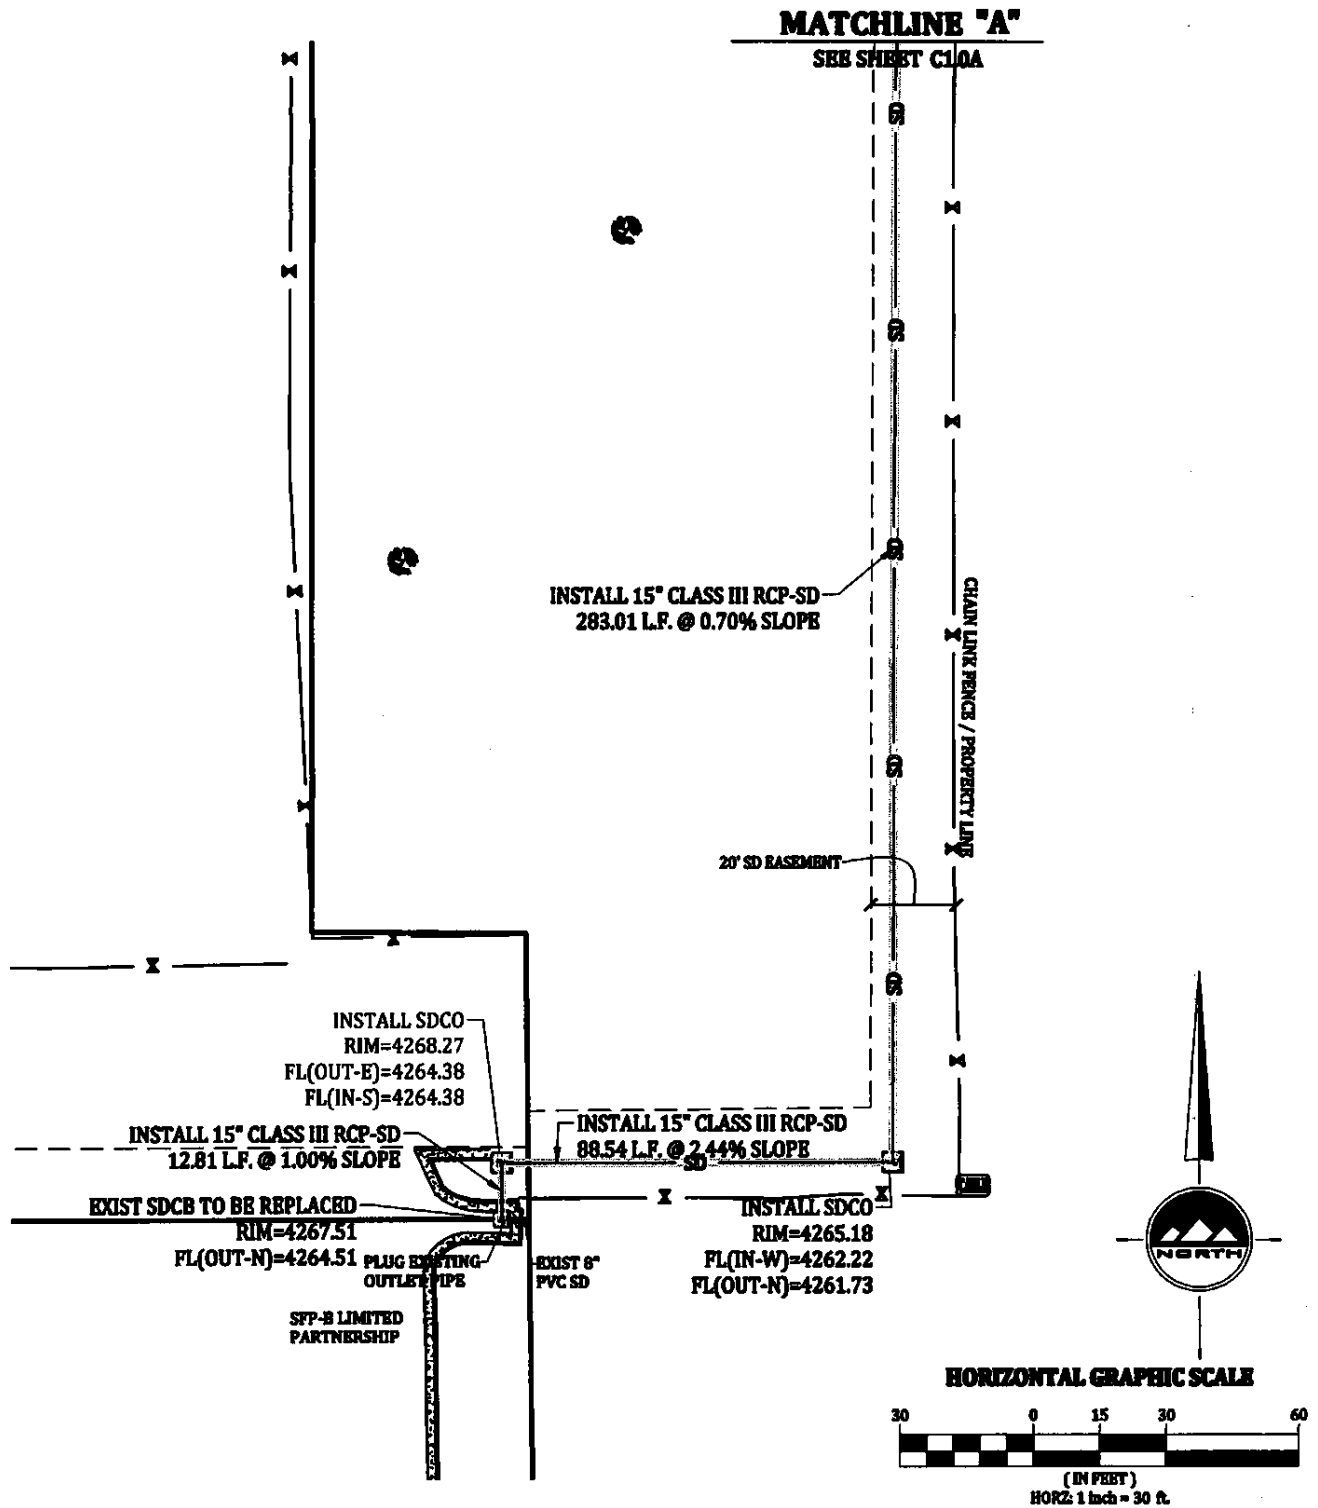 MATCHLINE "A"
SEE SHEET C1.0A
SD
SD
INSTALL 15" CLASS III RCP-SD
283.01 L.F. @ 0.70% SLOPE
SD
CHAIN LINK FENCE / PROPERTY LINE
SD
20' SD EASEMENT
SD
INSTALL SDCO
RIM=4268.27
FL(OUT-E)=4264.38
FL(IN-S)=4264.38
INSTALL 15" CLASS III RCP-SD
12.81 L.F. @ 1.00% SLOPE
INSTALL 15" CLASS III RCP-SD
88.54 L.F. @ 2.44% SLOPE
SD
EXIST SDCB TO BE REPLACED
RIM=4267.51
FL(OUT-N)=4264.51
PLUG EXISTING
OUTLET PIPE
EXIST 8"
PVC SD
INSTALL SDCO
RIM=4265.18
FL(IN-W)=4262.22
FL(OUT-N)=4261.73
SFP-B LIMITED
PARTNERSHIP
NORTH
HORIZONTAL GRAPHIC SCALE
30 0 15 30 60
( IN FEET )
HORZ: 1 inch = 30 ft.